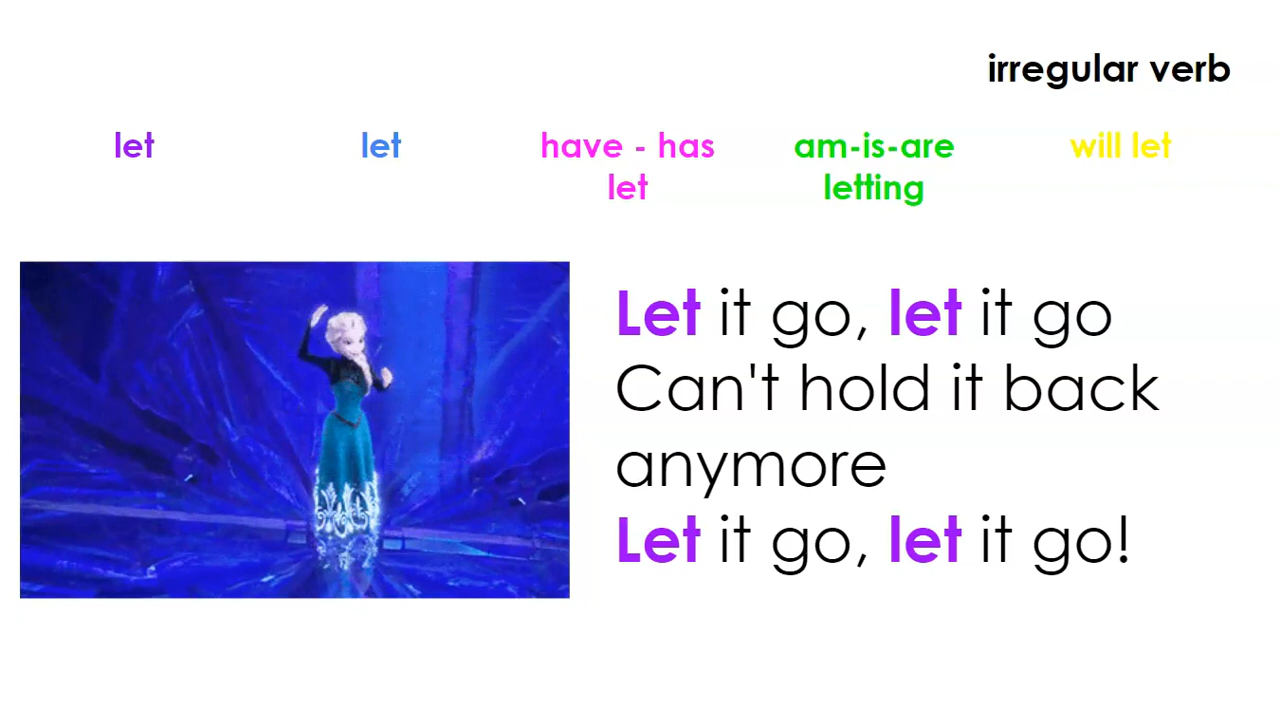 irregular verb
let let have - has am-is-are will let
let letting
Let it go, let it go
Can't hold it back
anymore
Let it go, let it go!